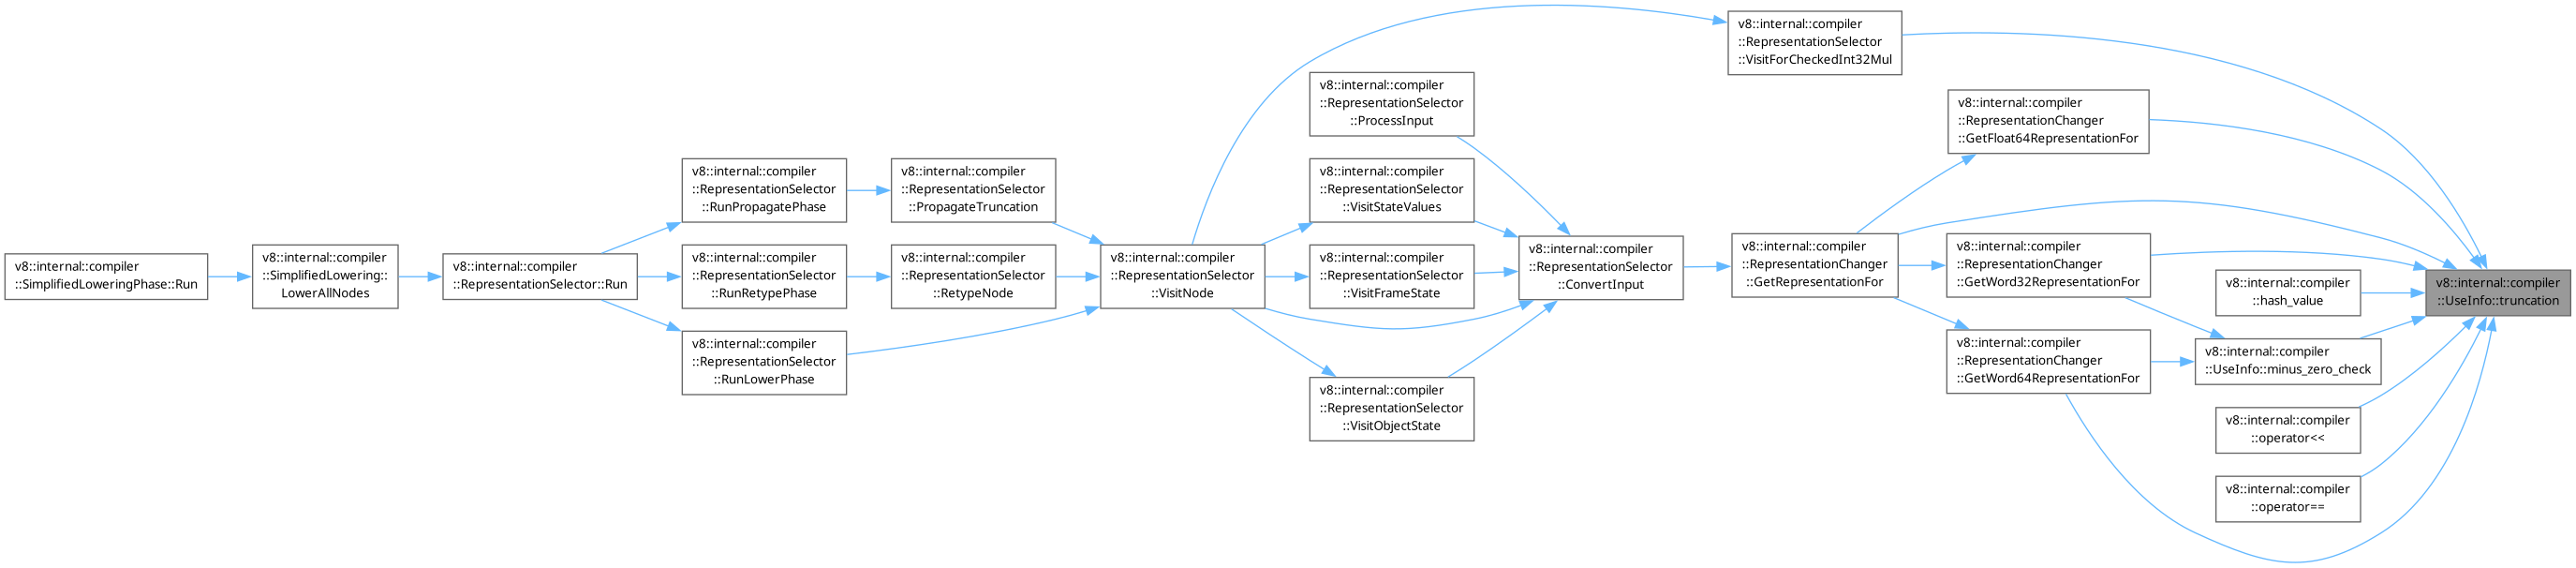 v8::internal::compiler
::SimplifiedLoweringPhase::Run
v8::internal::compiler
::SimplifiedLowering::
LowerAllNodes
v8::internal::compiler
::RepresentationSelector::Run
v8::internal::compiler
::RepresentationSelector
::RunPropagatePhase
v8::internal::compiler
::RepresentationSelector
::RunRetypePhase
v8::internal::compiler
::RepresentationSelector
::RunLowerPhase
v8::internal::compiler
::RepresentationSelector
::PropagateTruncation
v8::internal::compiler
::RepresentationSelector
::RetypeNode
v8::internal::compiler
::RepresentationSelector
::VisitNode
v8::internal::compiler
::RepresentationSelector
::ProcessInput
v8::internal::compiler
::RepresentationSelector
::VisitStateValues
v8::internal::compiler
::RepresentationSelector
::VisitFrameState
v8::internal::compiler
::RepresentationSelector
::VisitObjectState
v8::internal::compiler
::RepresentationSelector
::ConvertInput
v8::internal::compiler
::RepresentationSelector
::VisitForCheckedInt32Mul
v8::internal::compiler
::RepresentationChanger
::GetRepresentationFor
v8::internal::compiler
::RepresentationChanger
::GetFloat64RepresentationFor
v8::internal::compiler
::RepresentationChanger
::GetWord32RepresentationFor
v8::internal::compiler
::RepresentationChanger
::GetWord64RepresentationFor
v8::internal::compiler
::hash_value
v8::internal::compiler
::UseInfo::minus_zero_check
v8::internal::compiler
::operator<<
v8::internal::compiler
::operator==
v8::internal::compiler
::UseInfo::truncation